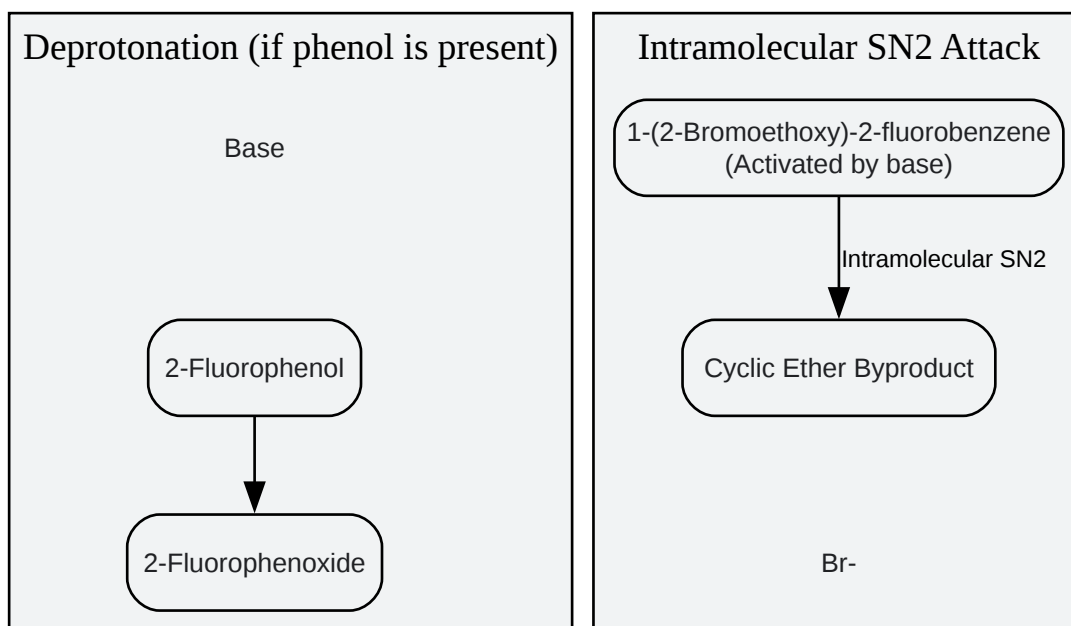 Deprotonation (if phenol is present)
Base
2-Fluorophenol
2-Fluorophenoxide
Intramolecular SN2 Attack
1-(2-Bromoethoxy)-2-fluorobenzene
(Activated by base)
Intramolecular SN2
Cyclic Ether Byproduct
Br-